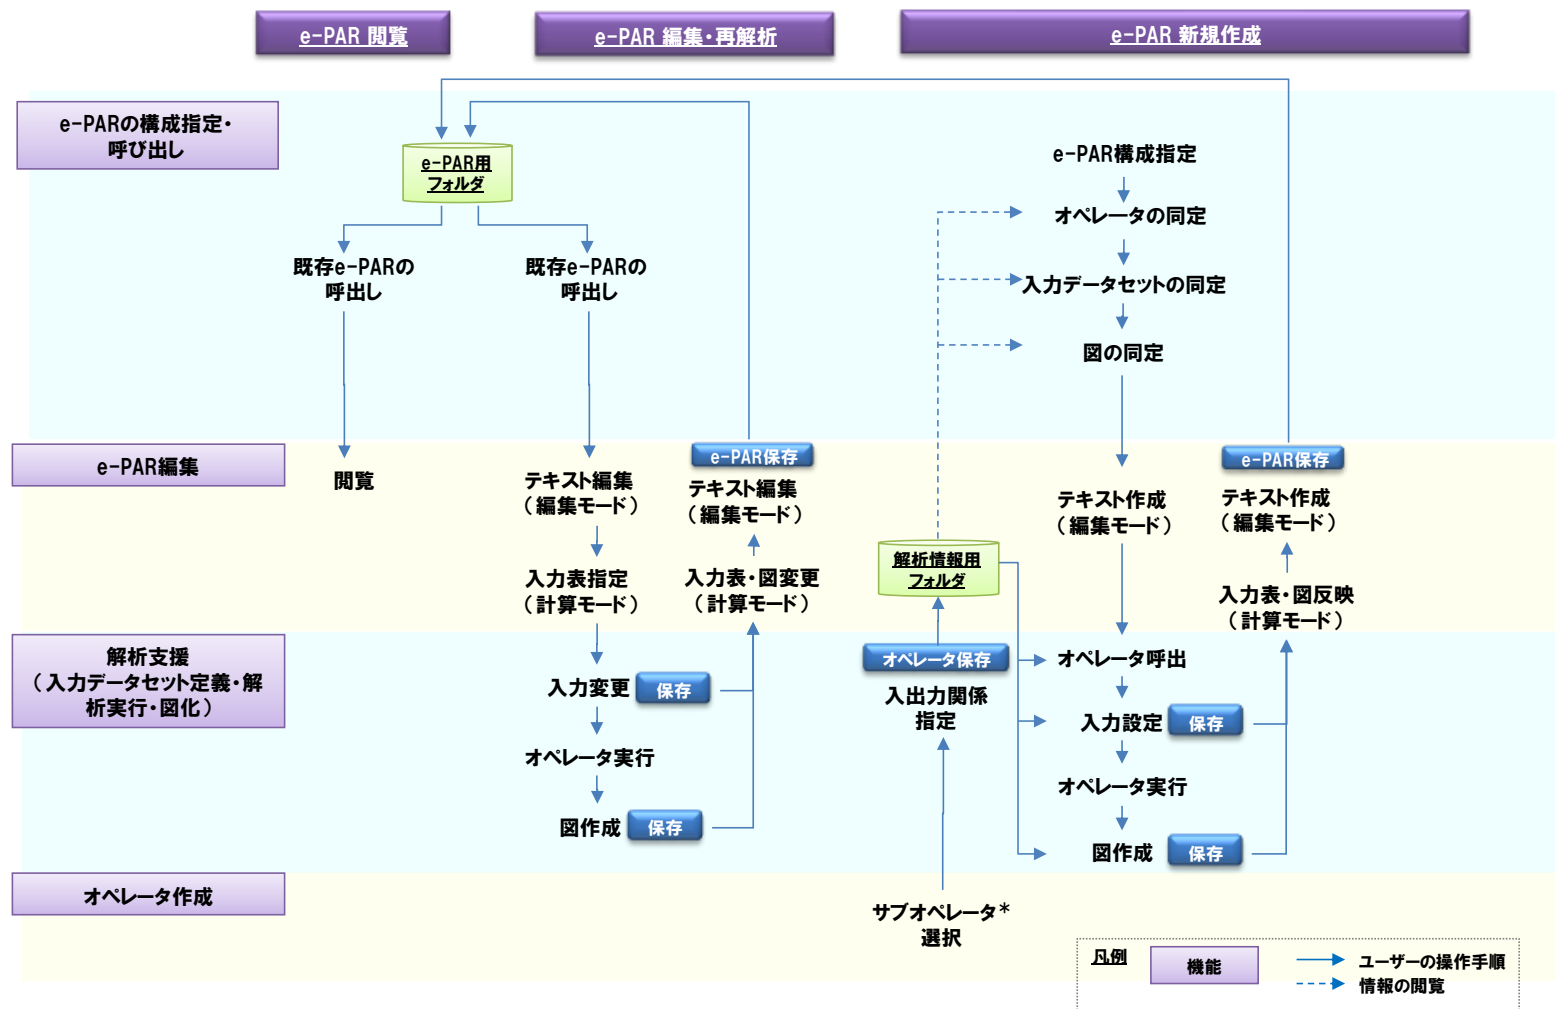 e-PAR 閲覧
e-PAR 編集・再解析
e-PAR 新規作成
e-PARの構成指定・
呼び出し
e-PAR用
フォルダ
既存e-PARの
呼出し
既存e-PARの
呼出し
e-PAR構成指定
オペレータの同定
入力データセットの同定
図の同定
e-PAR編集
閲覧
テキスト編集
（編集モード）
入力表指定
（計算モード）
e-PAR保存
テキスト編集
（編集モード）
入力表・図変更
（計算モード）
解析情報用
フォルダ
テキスト作成
（編集モード）
e-PAR保存
テキスト作成
（編集モード）
入力表・図反映
（計算モード）
解析支援
（入力データセット定義・解
析実行・図化）
入力変更
保存
オペレータ実行
図作成
保存
オペレータ保存
入出力関係
指定
オペレータ呼出
入力設定
保存
オペレータ実行
図作成
保存
オペレータ作成
サブオペレータ*
選択
凡例
機能
ユーザーの操作手順
情報の閲覧